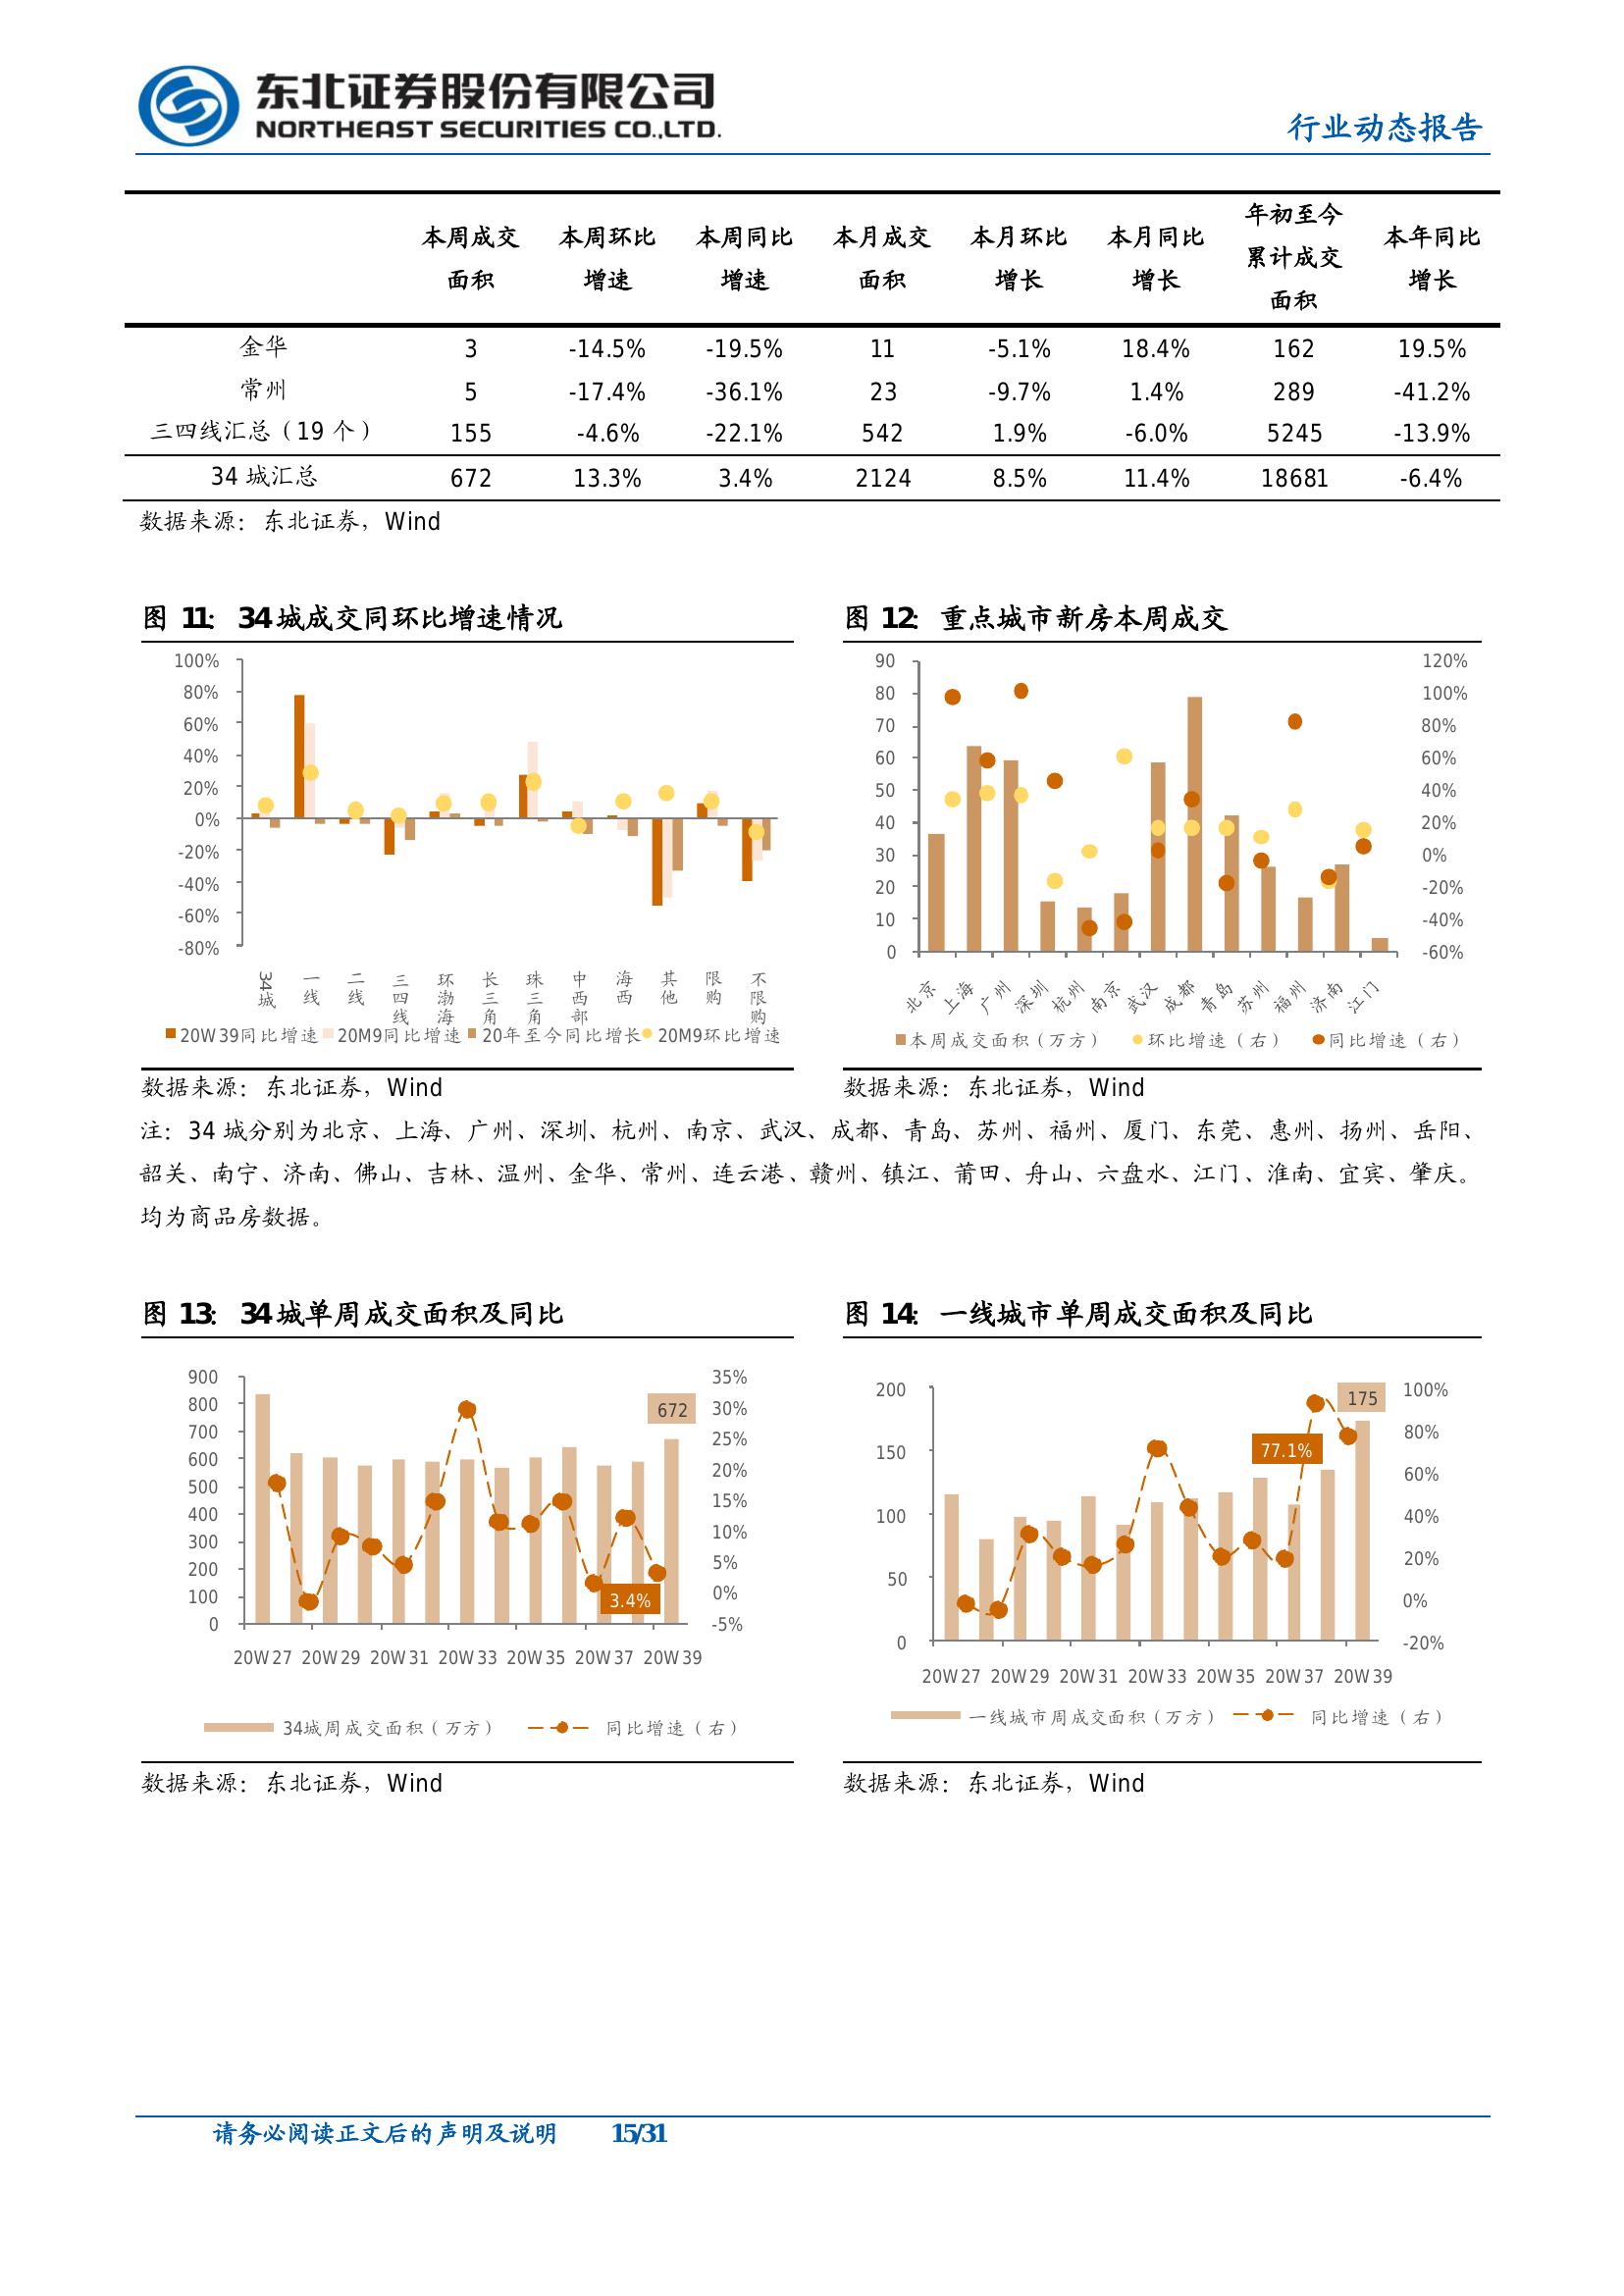 东北证券股份有限公司
NORTHEAST SECURITIES CO.,LTD.
行业动态报告
本周成交面积 本周环比增速 本周同比增速 本月成交面积 本月环比增长 本月同比增长 年初至今累计成交面积 本年同比增长
金华 3 -14.5% -19.5% 11 -5.1% 18.4% 162 19.5%
常州 5 -17.4% -36.1% 23 -9.7% 1.4% 289 -41.2%
三四线汇总（19 个） 155 -4.6% -22.1% 542 1.9% -6.0% 5245 -13.9%
34 城汇总 672 13.3% 3.4% 2124 8.5% 11.4% 18681 -6.4%
数据来源：东北证券，Wind
图 11： 34 城成交同环比增速情况
100%
80%
60%
40%
20%
0%
-20%
-40%
-60%
-80%
34城 一线 二线 三四线 环渤海 长三角 珠三角 中西部 海西 其他 限购 不限购
20W39同比增速 20M9同比增速 20年至今同比增长 20M9环比增速
数据来源：东北证券，Wind
图 12： 重点城市新房本周成交
90 120%
80 100%
70 80%
60 60%
50 40%
40 20%
30 0%
20 -20%
10 -40%
0 -60%
北京 上海 广州 深圳 杭州 南京 武汉 成都 青岛 苏州 福州 济南 江门
本周成交面积（万方） 环比增速（右） 同比增速（右）
数据来源：东北证券，Wind
注：34 城分别为北京、上海、广州、深圳、杭州、南京、武汉、成都、青岛、苏州、福州、厦门、东莞、惠州、扬州、岳阳、
韶关、南宁、济南、佛山、吉林、温州、金华、常州、连云港、赣州、镇江、莆田、舟山、六盘水、江门、淮南、宜宾、肇庆。
均为商品房数据。
图 13： 34 城单周成交面积及同比
900 35%
800 30%
700 25%
600 20%
500 15%
400 10%
300 5%
200 0%
100 -5%
0
672
3.4%
20W27 20W29 20W31 20W33 20W35 20W37 20W39
34城周成交面积（万方） 同比增速（右）
数据来源：东北证券，Wind
图 14： 一线城市单周成交面积及同比
200 100%
150 80%
100 60%
50 40%
0 20%
0%
-20%
175
77.1%
20W27 20W29 20W31 20W33 20W35 20W37 20W39
一线城市周成交面积（万方） 同比增速（右）
数据来源：东北证券，Wind
请务必阅读正文后的声明及说明 15/31